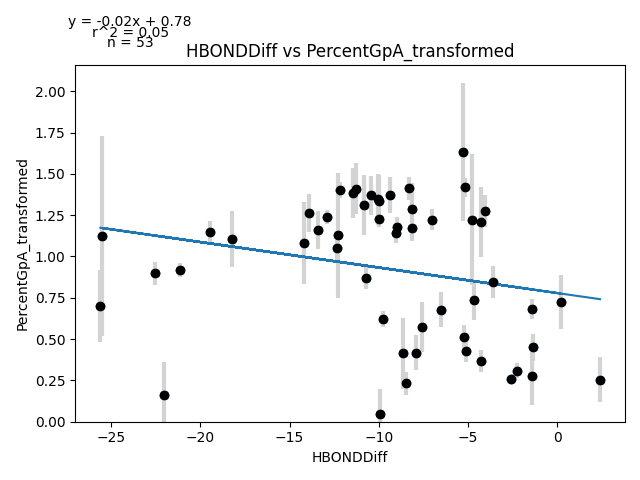 y = -0.02x + 0.78
r^2 = 0.05
n = 53
HBONDDiff vs PercentGpA_transformed
PercentGpA_transformed
2.00
1.75
1.50
1.25
1.00
0.75
0.50
0.25
0.00
−25
−20
−15
−10
−5
0
HBONDDiff